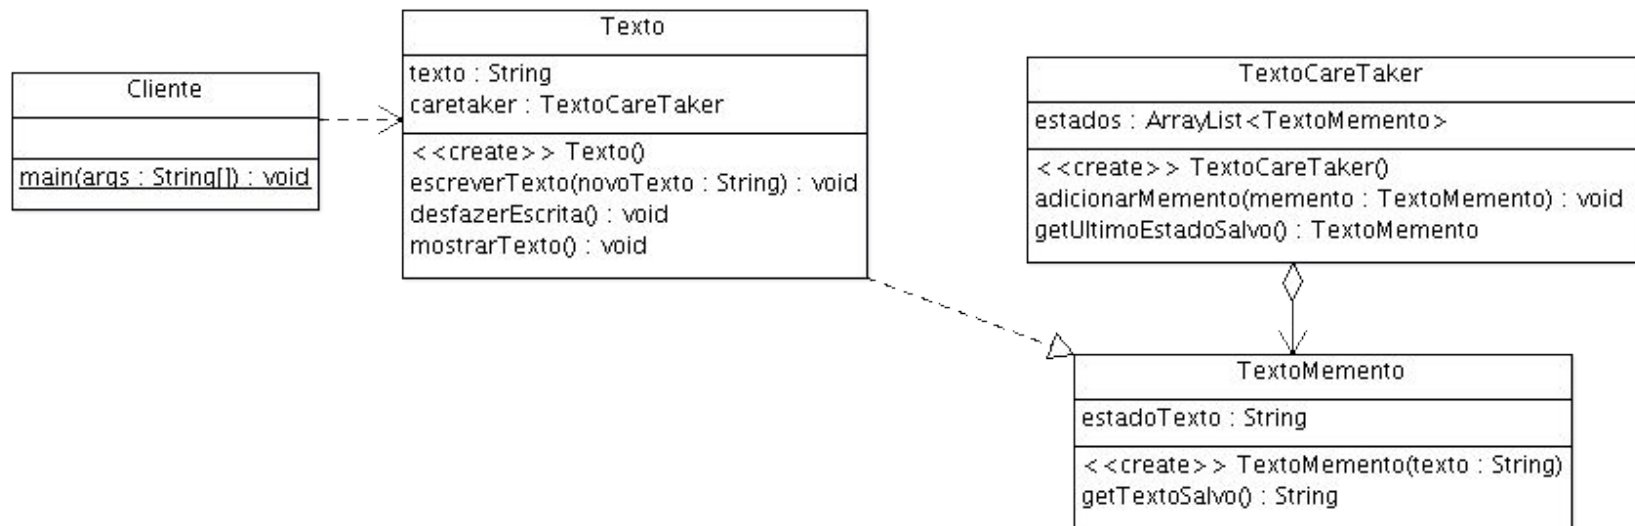 Cliente
main(args : String[]) : void
Texto
texto : String
caretaker : TextoCareTaker
<<create>> Texto()
escreverTexto(novoTexto : String) : void
desfazerEscrita() : void
mostrarTexto() : void
TextoCareTaker
estados : ArrayList<TextoMemento>
<<create>> TextoCareTaker()
adicionarMemento(memento : TextoMemento) : void
getUltimoEstadoSalvo() : TextoMemento
TextoMemento
estadoTexto : String
<<create>> TextoMemento(texto : String)
getTextoSalvo() : String